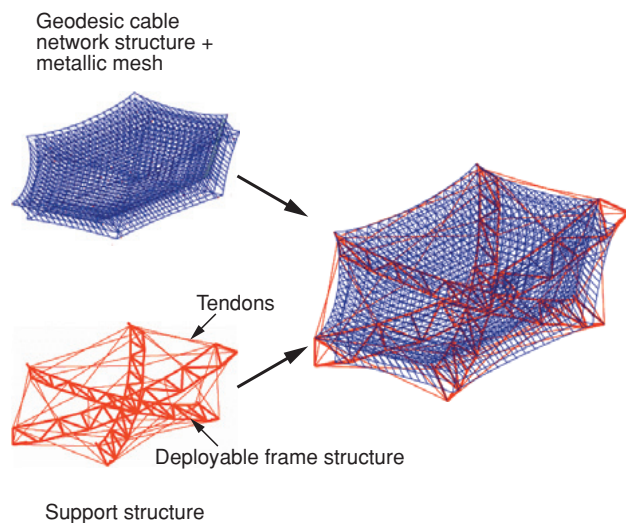 Geodesic cable
network structure +
metallic mesh
Tendons
Deployable frame structure
Support structure